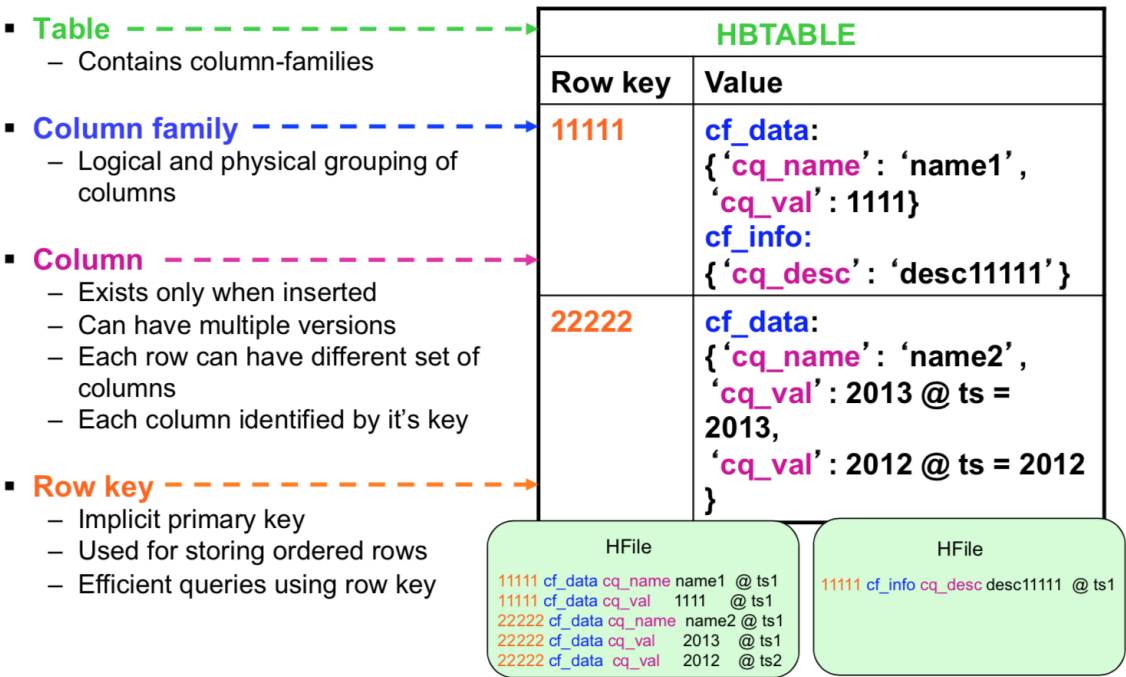 ▪ Table
– Contains column-families
▪ Column family
– Logical and physical grouping of
columns
▪ Column
– Exists only when inserted
– Can have multiple versions
– Each row can have different set of
columns
– Each column identified by it's key
▪ Row key
– Implicit primary key
– Used for storing ordered rows
– Efficient queries using row key
HBTABLE
Row key Value
11111 cf_data:
{‘cq_name’: ‘name1’,
‘cq_val’: 1111}
cf_info:
{‘cq_desc’: ‘desc11111’}
22222 cf_data:
{‘cq_name’: ‘name2’,
‘cq_val’: 2013 @ ts =
2013,
‘cq_val’: 2012 @ ts = 2012
}
HFile
11111 cf_data cq_name name1 @ ts1
11111 cf_data cq_val 1111 @ ts1
22222 cf_data cq_name name2 @ ts1
22222 cf_data cq_val 2013 @ ts1
22222 cf_data cq_val 2012 @ ts2
HFile
11111 cf_info cq_desc desc11111 @ ts1